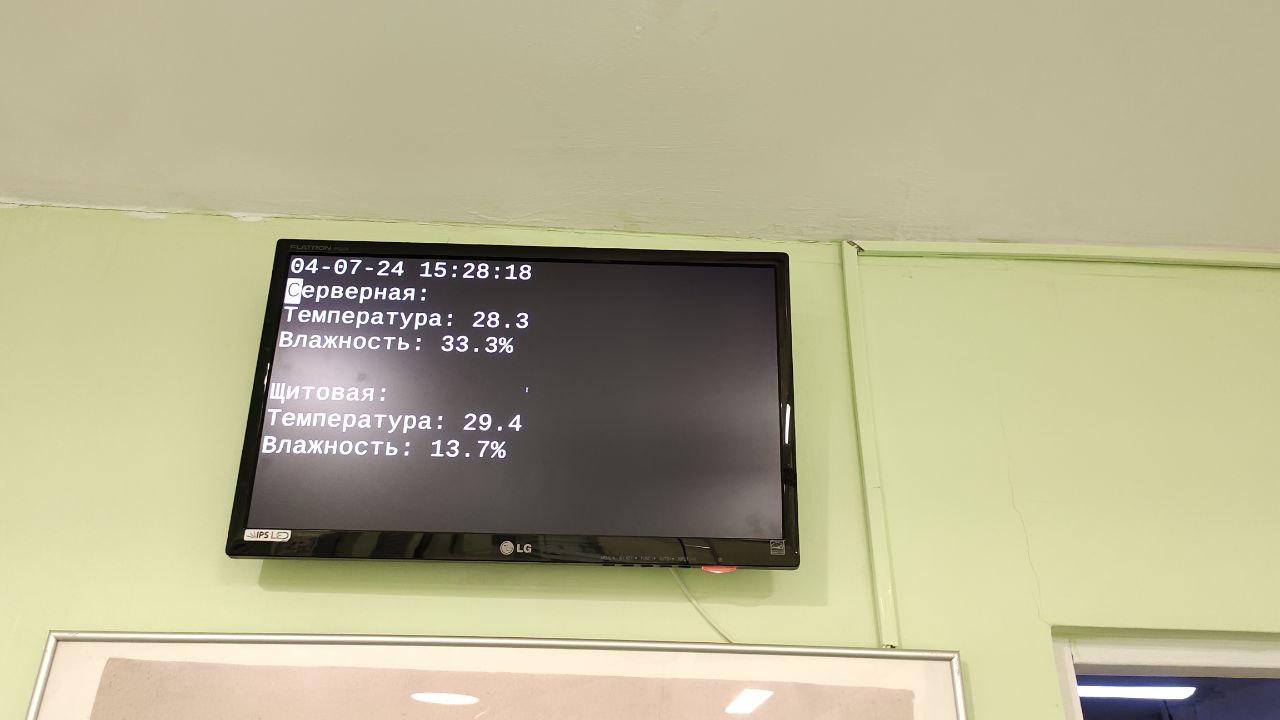 FLATRON
04-07-24 15:28:18
Серверная:
Температура: 28.3
Влажность: 33.3%
Щитовая:
Температура: 29.4
Влажность: 13.7%
IPS LED
LG